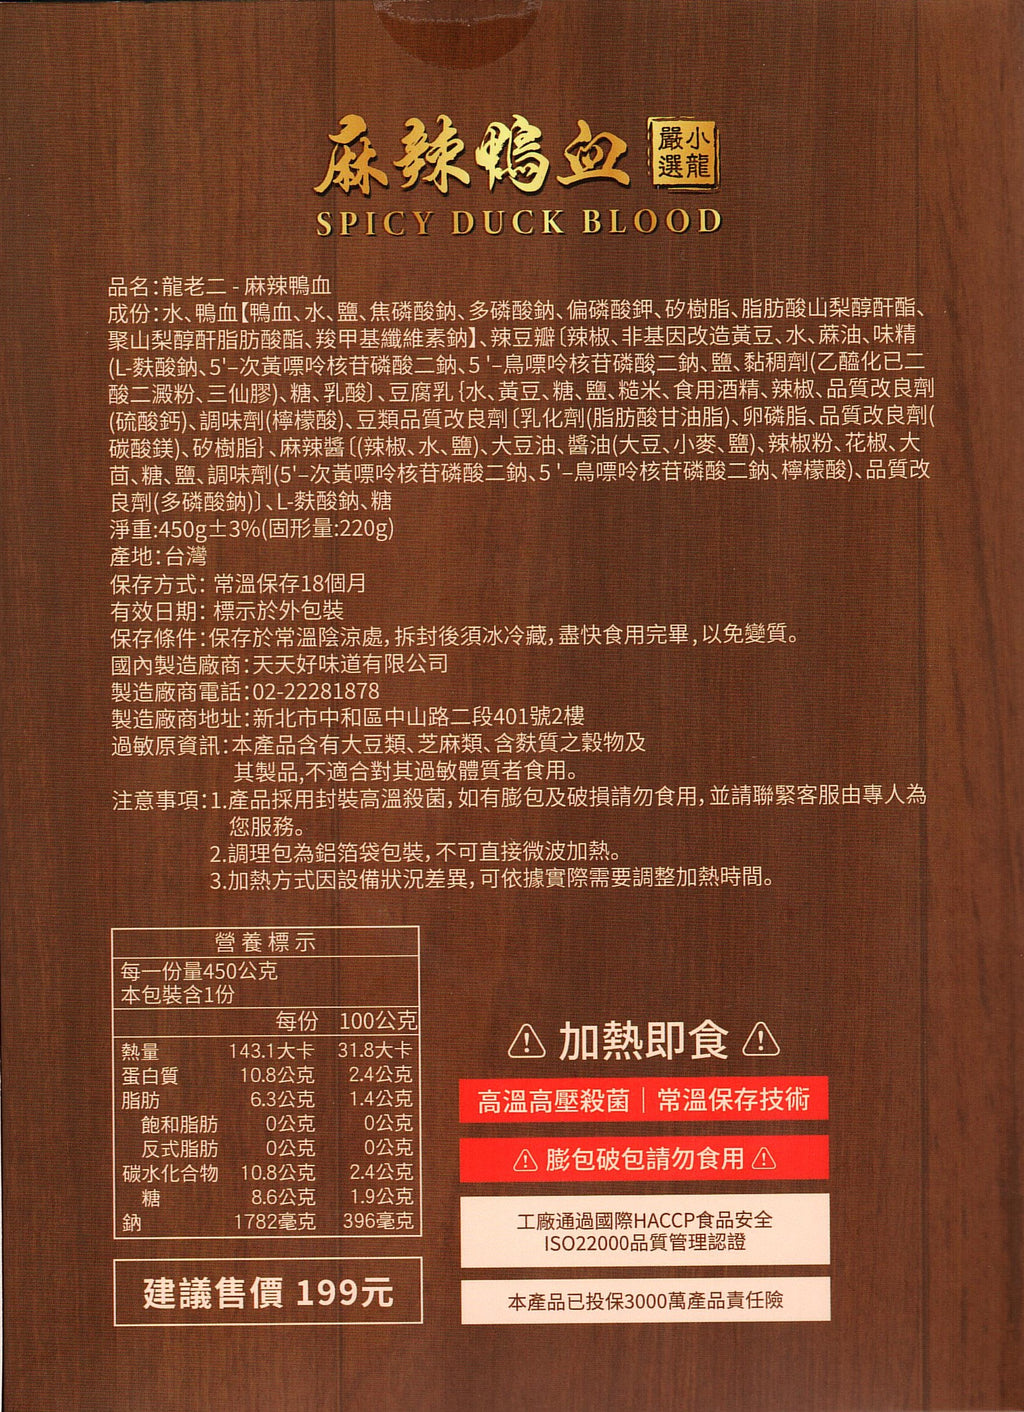 麻辣鴨血
小龍
嚴選
SPICY DUCK BLOOD
品名:龍老二 - 麻辣鴨血
成份:水、鴨血【鴨血、水、鹽、焦磷酸鈉、多磷酸鈉、偏磷酸鉀、矽樹脂、脂肪酸山梨醇酐酯、
聚山梨醇酐脂肪酸酯、羧甲基纖維素鈉】、辣豆瓣〔辣椒、非基因改造黃豆、水、蔴油、味精
(L-麩酸鈉、5'–次黃嘌呤核苷磷酸二鈉、5 '–鳥嘌呤核苷磷酸二鈉、鹽、黏稠劑(乙醯化已二
酸二澱粉、三仙膠)、糖、乳酸〕、豆腐乳{水、黃豆、糖、鹽、糙米、食用酒精、辣椒、品質改良劑
(硫酸鈣)、調味劑(檸檬酸)、豆類品質改良劑〔乳化劑(脂肪酸甘油脂)、卵磷脂、品質改良劑(
碳酸鎂)、矽樹脂}、麻辣醬〔(辣椒、水、鹽)、大豆油、醬油(大豆、小麥、鹽)、辣椒粉、花椒、大
茴、糖、鹽、調味劑(5'–次黃嘌呤核苷磷酸二鈉、5 '–鳥嘌呤核苷磷酸二鈉、檸檬酸)、品質改
良劑(多磷酸鈉)〕、L-麩酸鈉、糖
淨重:450g±3%(固形量:220g)
產地:台灣
保存方式: 常溫保存18個月
有效日期: 標示於外包裝
保存條件:保存於常溫陰涼處,拆封後須冰冷藏,盡快食用完畢,以免變質。
國內製造廠商:天天好味道有限公司
製造廠商電話:02-22281878
製造廠商地址:新北市中和區中山路二段401號2樓
過敏原資訊:本產品含有大豆類、芝麻類、含麩質之穀物及
其製品,不適合對其過敏體質者食用。
注意事項:1.產品採用封裝高溫殺菌,如有膨包及破損請勿食用,並請聯緊客服由專人為
您服務。
2.調理包為鋁箔袋包裝,不可直接微波加熱。
3.加熱方式因設備狀況差異,可依據實際需要調整加熱時間。
營養標示
每一份量450公克
本包裝含1份
每份 100公克
熱量 143.1大卡 31.8大卡
蛋白質 10.8公克 2.4公克
脂肪 6.3公克 1.4公克
飽和脂肪 0公克 0公克
反式脂肪 0公克 0公克
碳水化合物 10.8公克 2.4公克
糖 8.6公克 1.9公克
鈉 1782毫克 396毫克
建議售價 199元
⚠ 加熱即食 ⚠
高溫高壓殺菌｜常溫保存技術
⚠ 膨包破包請勿食用 ⚠
工廠通過國際HACCP食品安全
ISO22000品質管理認證
本產品已投保3000萬產品責任險